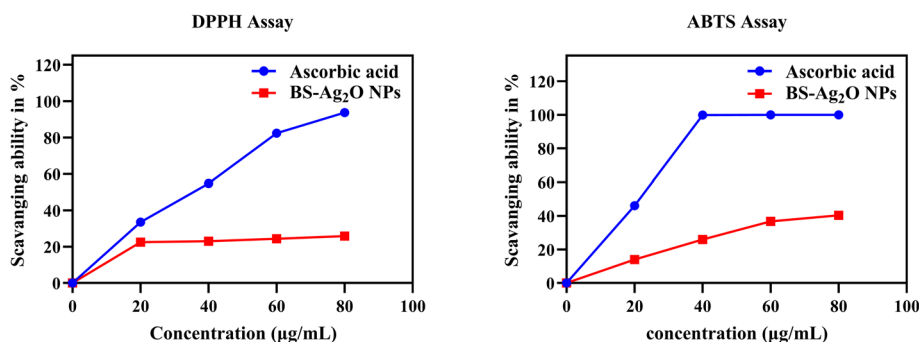 DPPH Assay
Scavanging ability in %
120
100
80
60
40
20
0
Ascorbic acid
BS-Ag₂O NPs
0 20 40 60 80 100
Concentration (µg/mL)
ABTS Assay
Scavanging ability in %
120
100
80
60
40
20
0
Ascorbic acid
BS-Ag₂O NPs
0 20 40 60 80 100
concentration (µg/mL)